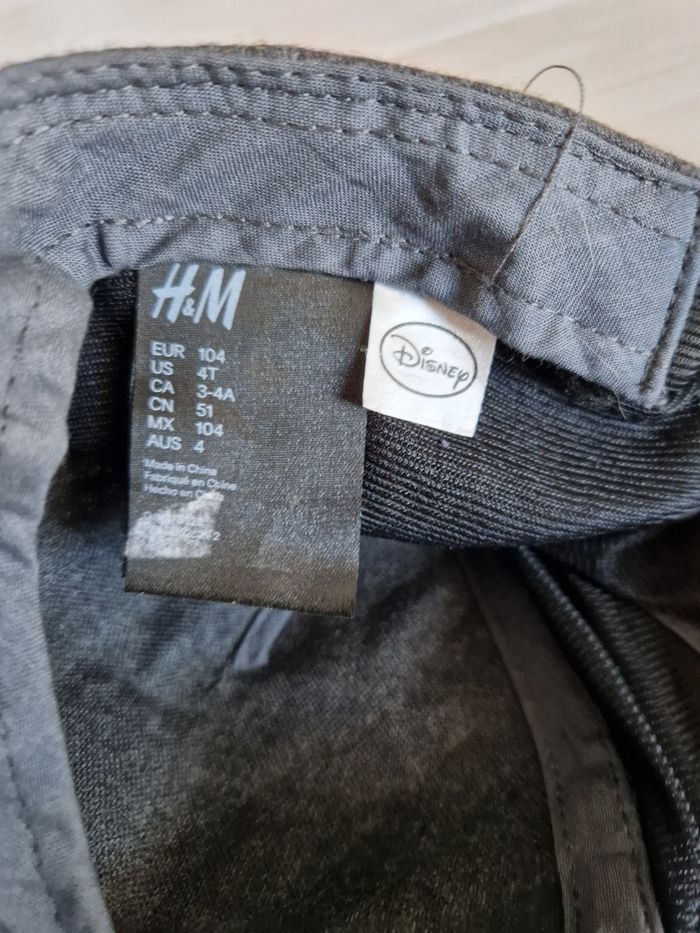 H&M
EUR 104
US 4T
CA 3-4A
CN 51
MX 104
AUS 4
Made in China
Fabriqué en Chine
Hecho en
Disney